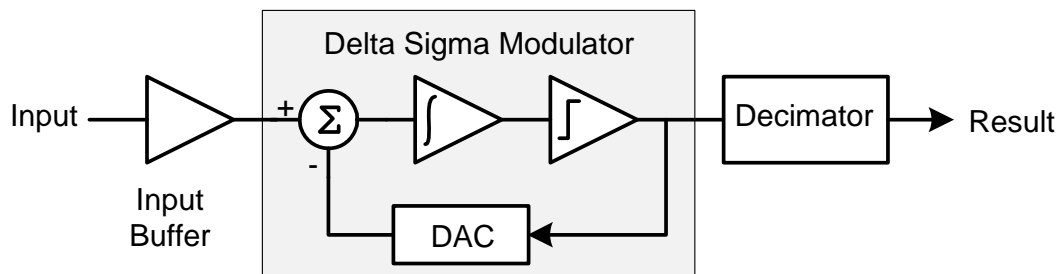 Delta Sigma Modulator
Input
+
Σ
∫
-
Decimator
Result
Input
Buffer
DAC